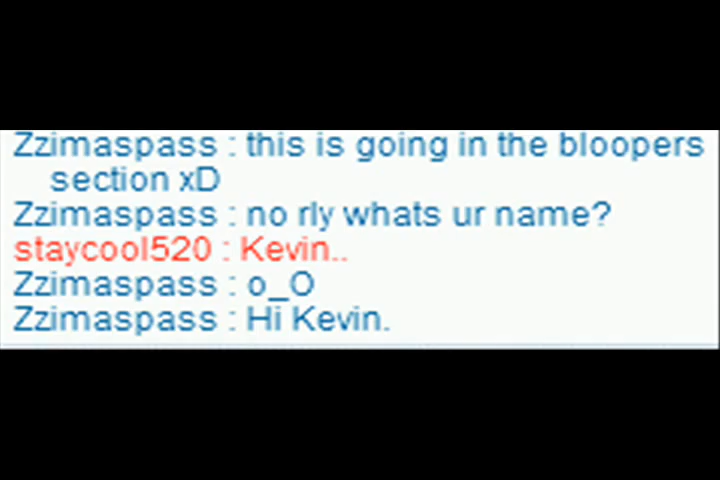 Zzimaspass : this is going in the bloopers
section xD
Zzimaspass : no rly whats ur name?
staycool520 : Kevin..
Zzimaspass : o_O
Zzimaspass : Hi Kevin.